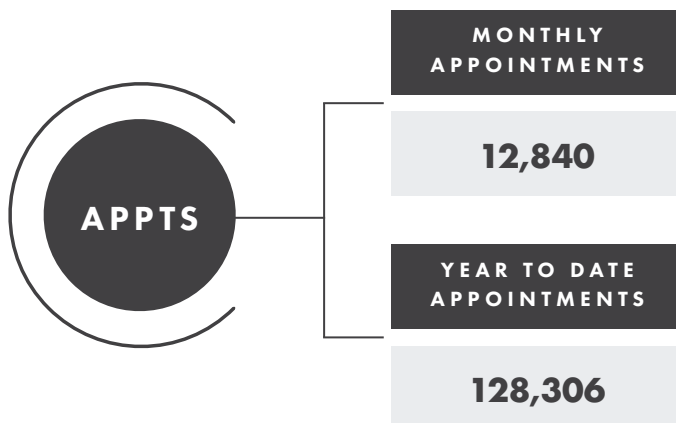 APPTS
MONTHLY
APPOINTMENTS
12,840
YEAR TO DATE
APPOINTMENTS
128,306